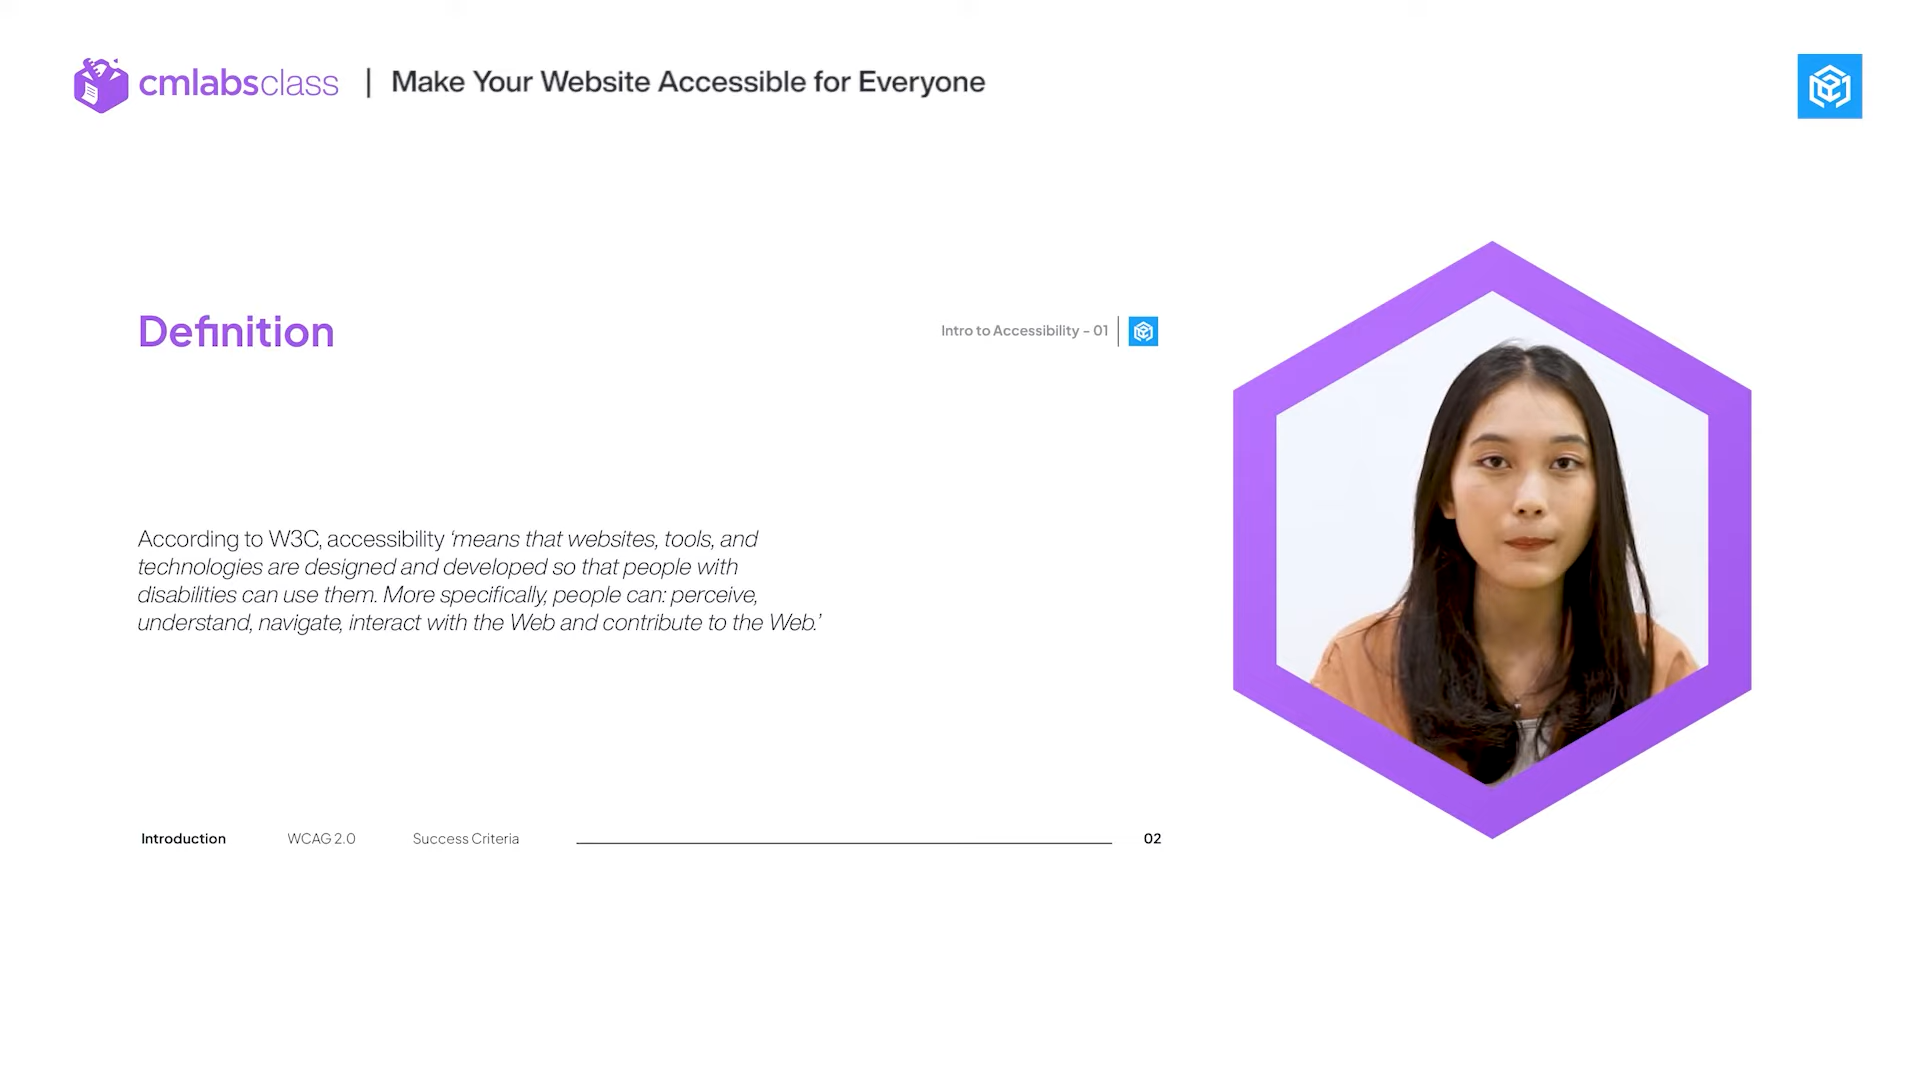 cmlabsclass | Make Your Website Accessible for Everyone
Definition
Intro to Accessibility - 01
According to W3C, accessibility ‘means that websites, tools, and
technologies are designed and developed so that people with
disabilities can use them. More specifically, people can: perceive,
understand, navigate, interact with the Web and contribute to the Web.’
Introduction WCAG 2.0 Success Criteria 02